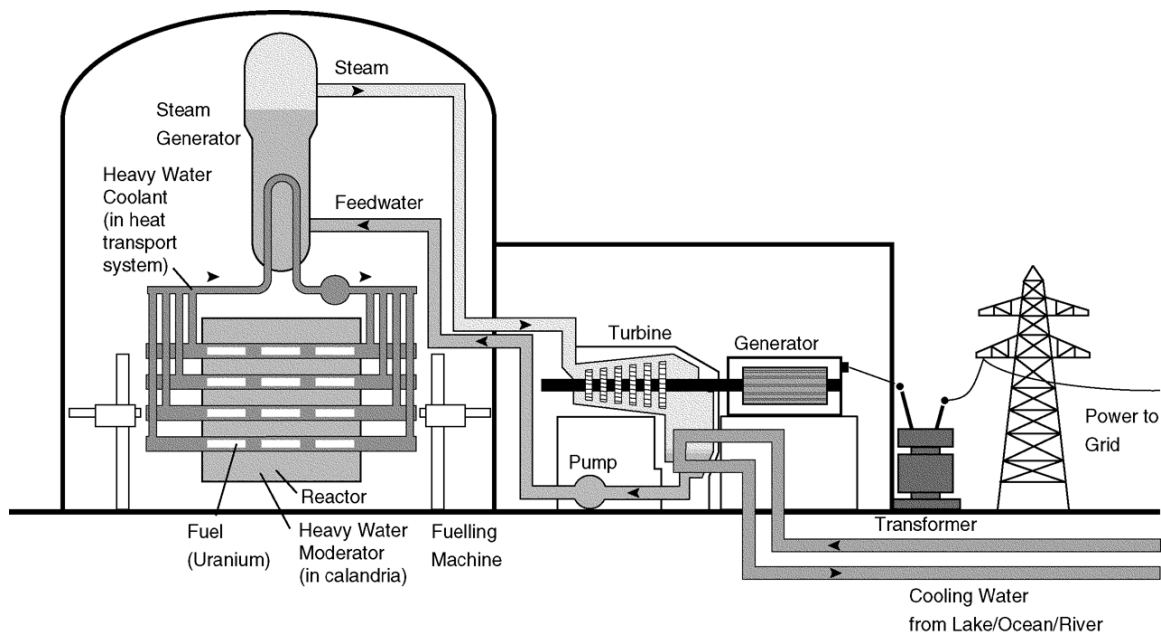 Steam
Steam
Generator
Heavy Water
Coolant
(in heat
transport
system)
Feedwater
Turbine
Generator
Power to
Grid
Pump
Reactor
Fuel
(Uranium)
Heavy Water
Moderator
(in calandria)
Fuelling
Machine
Transformer
Cooling Water
from Lake/Ocean/River